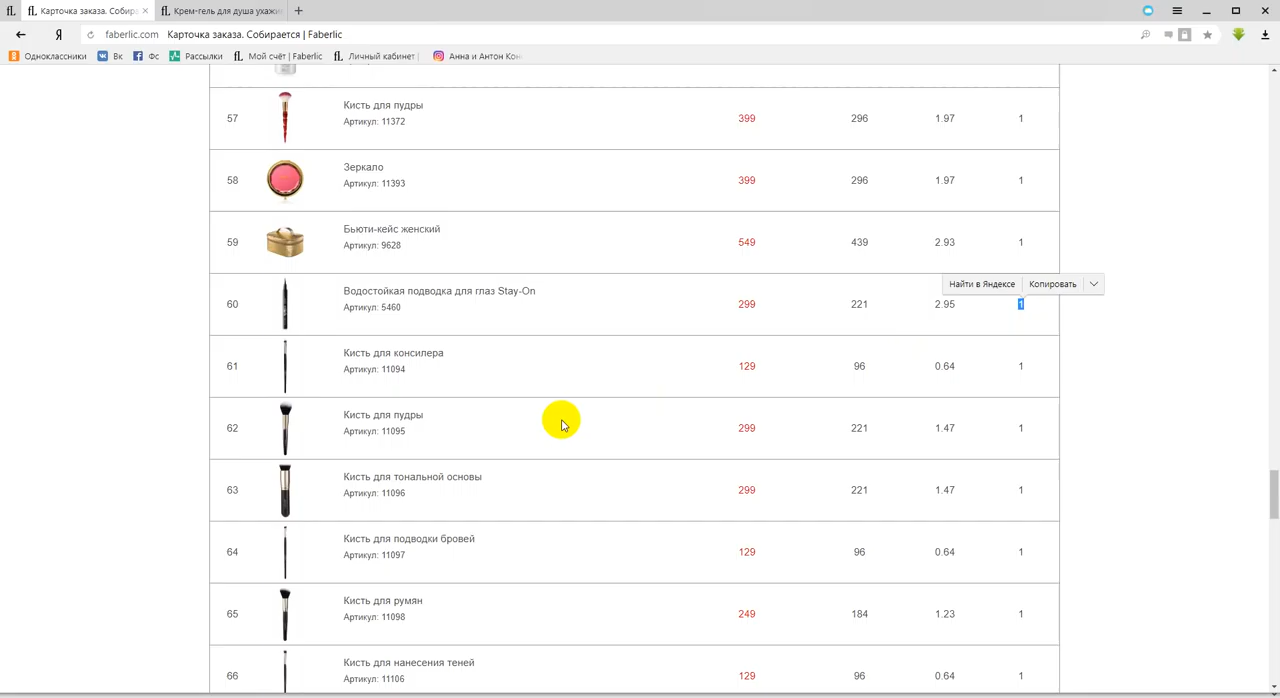 fL
fL Карточка заказа. Собира ×
fL Крем-гель для душа ухажи
+
Я
faberlic.com Карточка заказа. Собирается | Faberlic
Одноклассники
Вк
Фс
Рассылки
fL Мой счёт | Faberlic
fL Личный кабинет |
Анна и Антон Кон
57 Кисть для пудры 399 296 1.97 1
Артикул: 11372
58 Зеркало 399 296 1.97 1
Артикул: 11393
59 Бьюти-кейс женский 549 439 2.93 1
Артикул: 9628
Найти в Яндексе Копировать
60 Водостойкая подводка для глаз Stay-On 299 221 2.95 1
Артикул: 5460
61 Кисть для консилера 129 96 0.64 1
Артикул: 11094
62 Кисть для пудры 299 221 1.47 1
Артикул: 11095
63 Кисть для тональной основы 299 221 1.47 1
Артикул: 11096
64 Кисть для подводки бровей 129 96 0.64 1
Артикул: 11097
65 Кисть для румян 249 184 1.23 1
Артикул: 11098
66 Кисть для нанесения теней 129 96 0.64 1
Артикул: 11106